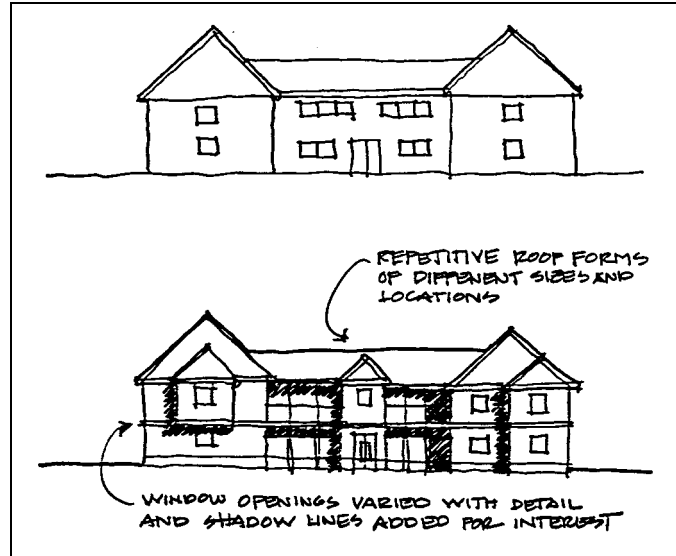 REPETITIVE ROOF FORMS
OF DIFFERENT SIZES AND
LOCATIONS
WINDOW OPENINGS VARIED WITH DETAIL
AND SHADOW LINES ADDED FOR INTEREST